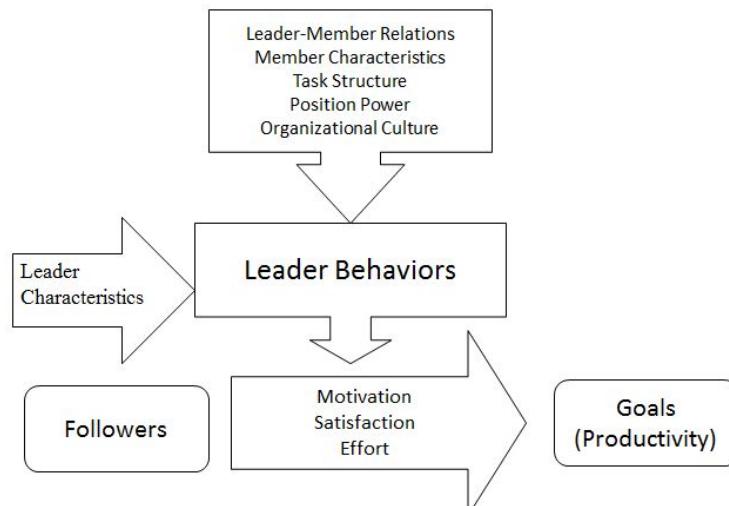 Leader-Member Relations
Member Characteristics
Task Structure
Position Power
Organizational Culture
Leader
Characteristics
Leader Behaviors
Followers
Motivation
Satisfaction
Effort
Goals
(Productivity)